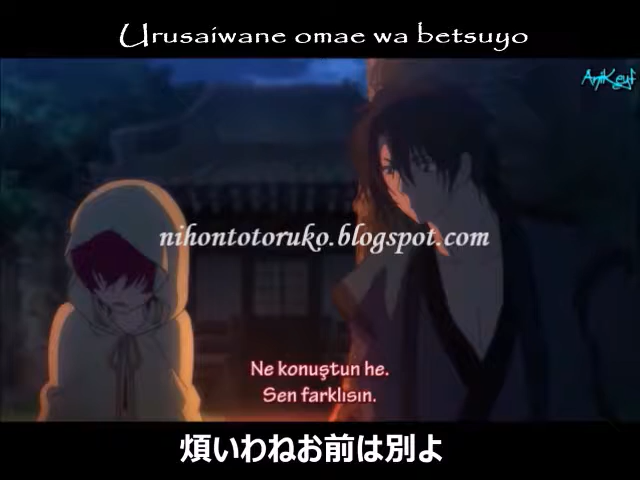 Urusaiwane omae wa betsuyo
AniKeyf
nihontotoruko.blogspot.com
Ne konuştun he.
Sen farklısın.
煩いわねお前は別よ